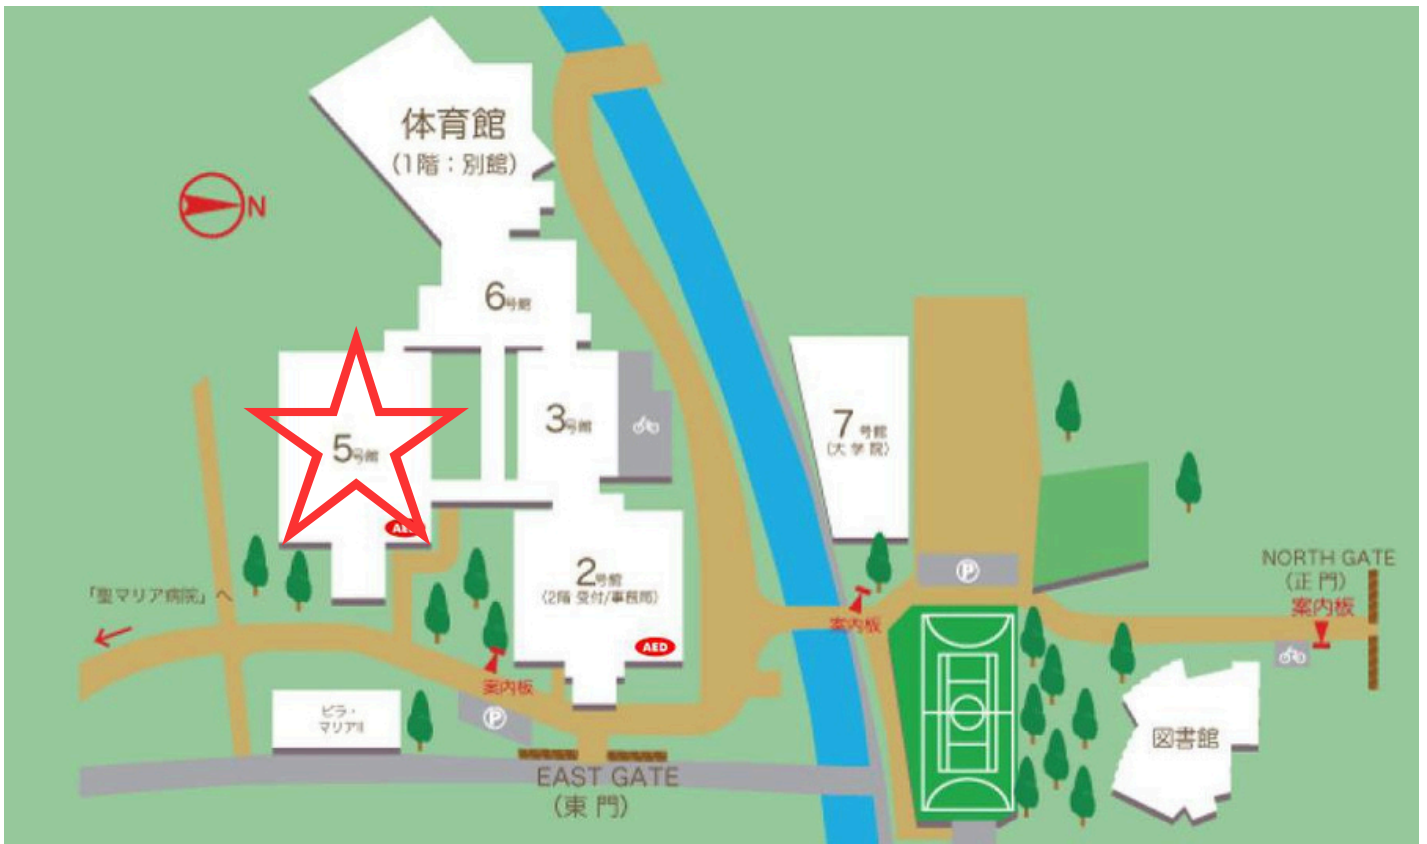 体育館
(1階：別館)
N
6号館
5号館
AED
3号館
7号館
(大学院)
2号館
(2階 受付/事務局)
AED
「聖マリア病院」へ
案内板
P
ビラ・
マリアⅡ
EAST GATE
(東 門)
P
案内板
NORTH GATE
(正 門)
案内板
図書館